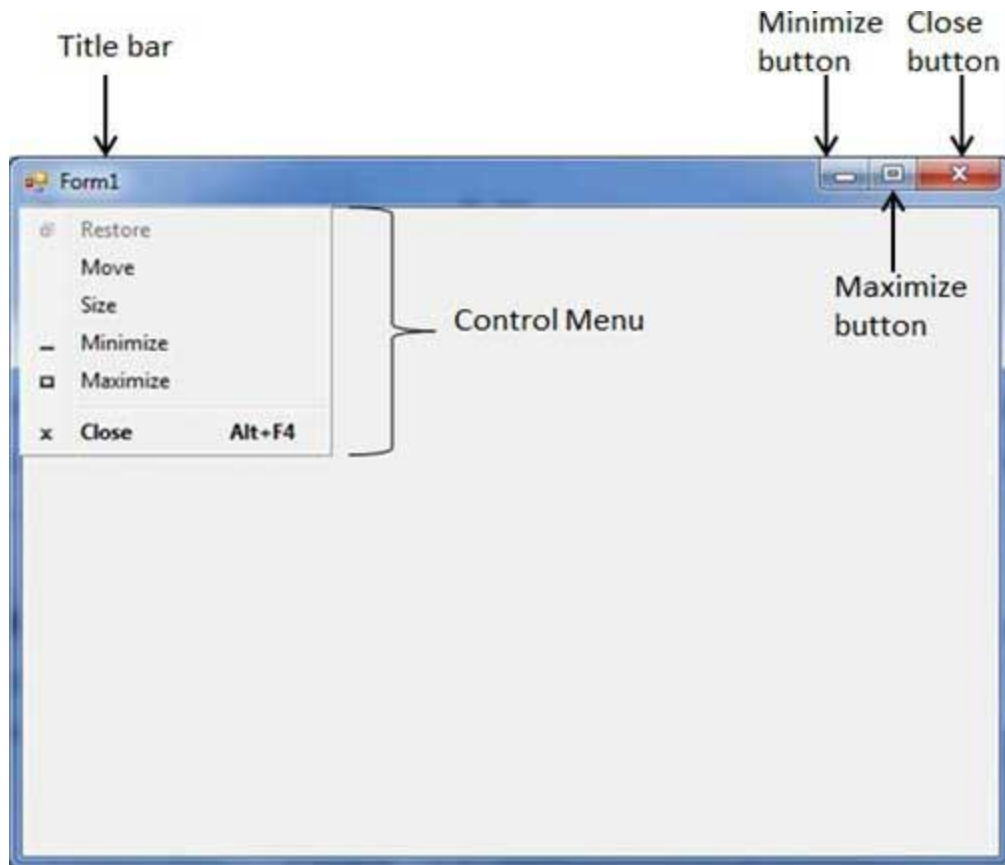 Title bar
Minimize button
Close button
Form1
Restore
Move
Size
Minimize
Maximize
Close Alt+F4
Control Menu
Maximize button